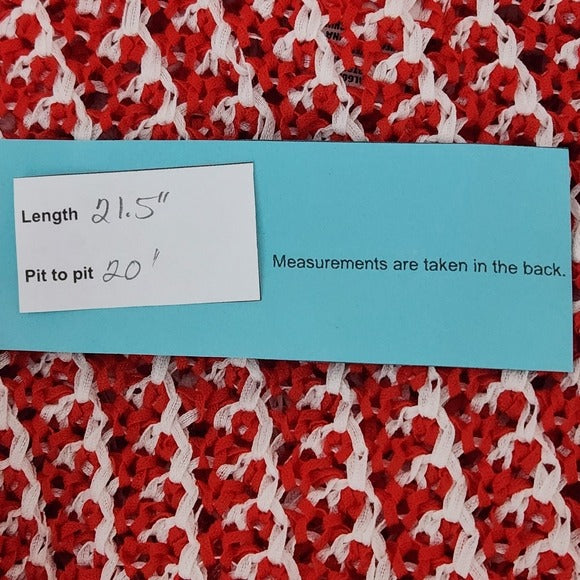 Length 21.5"
Pit to pit 20'
Measurements are taken in the back.